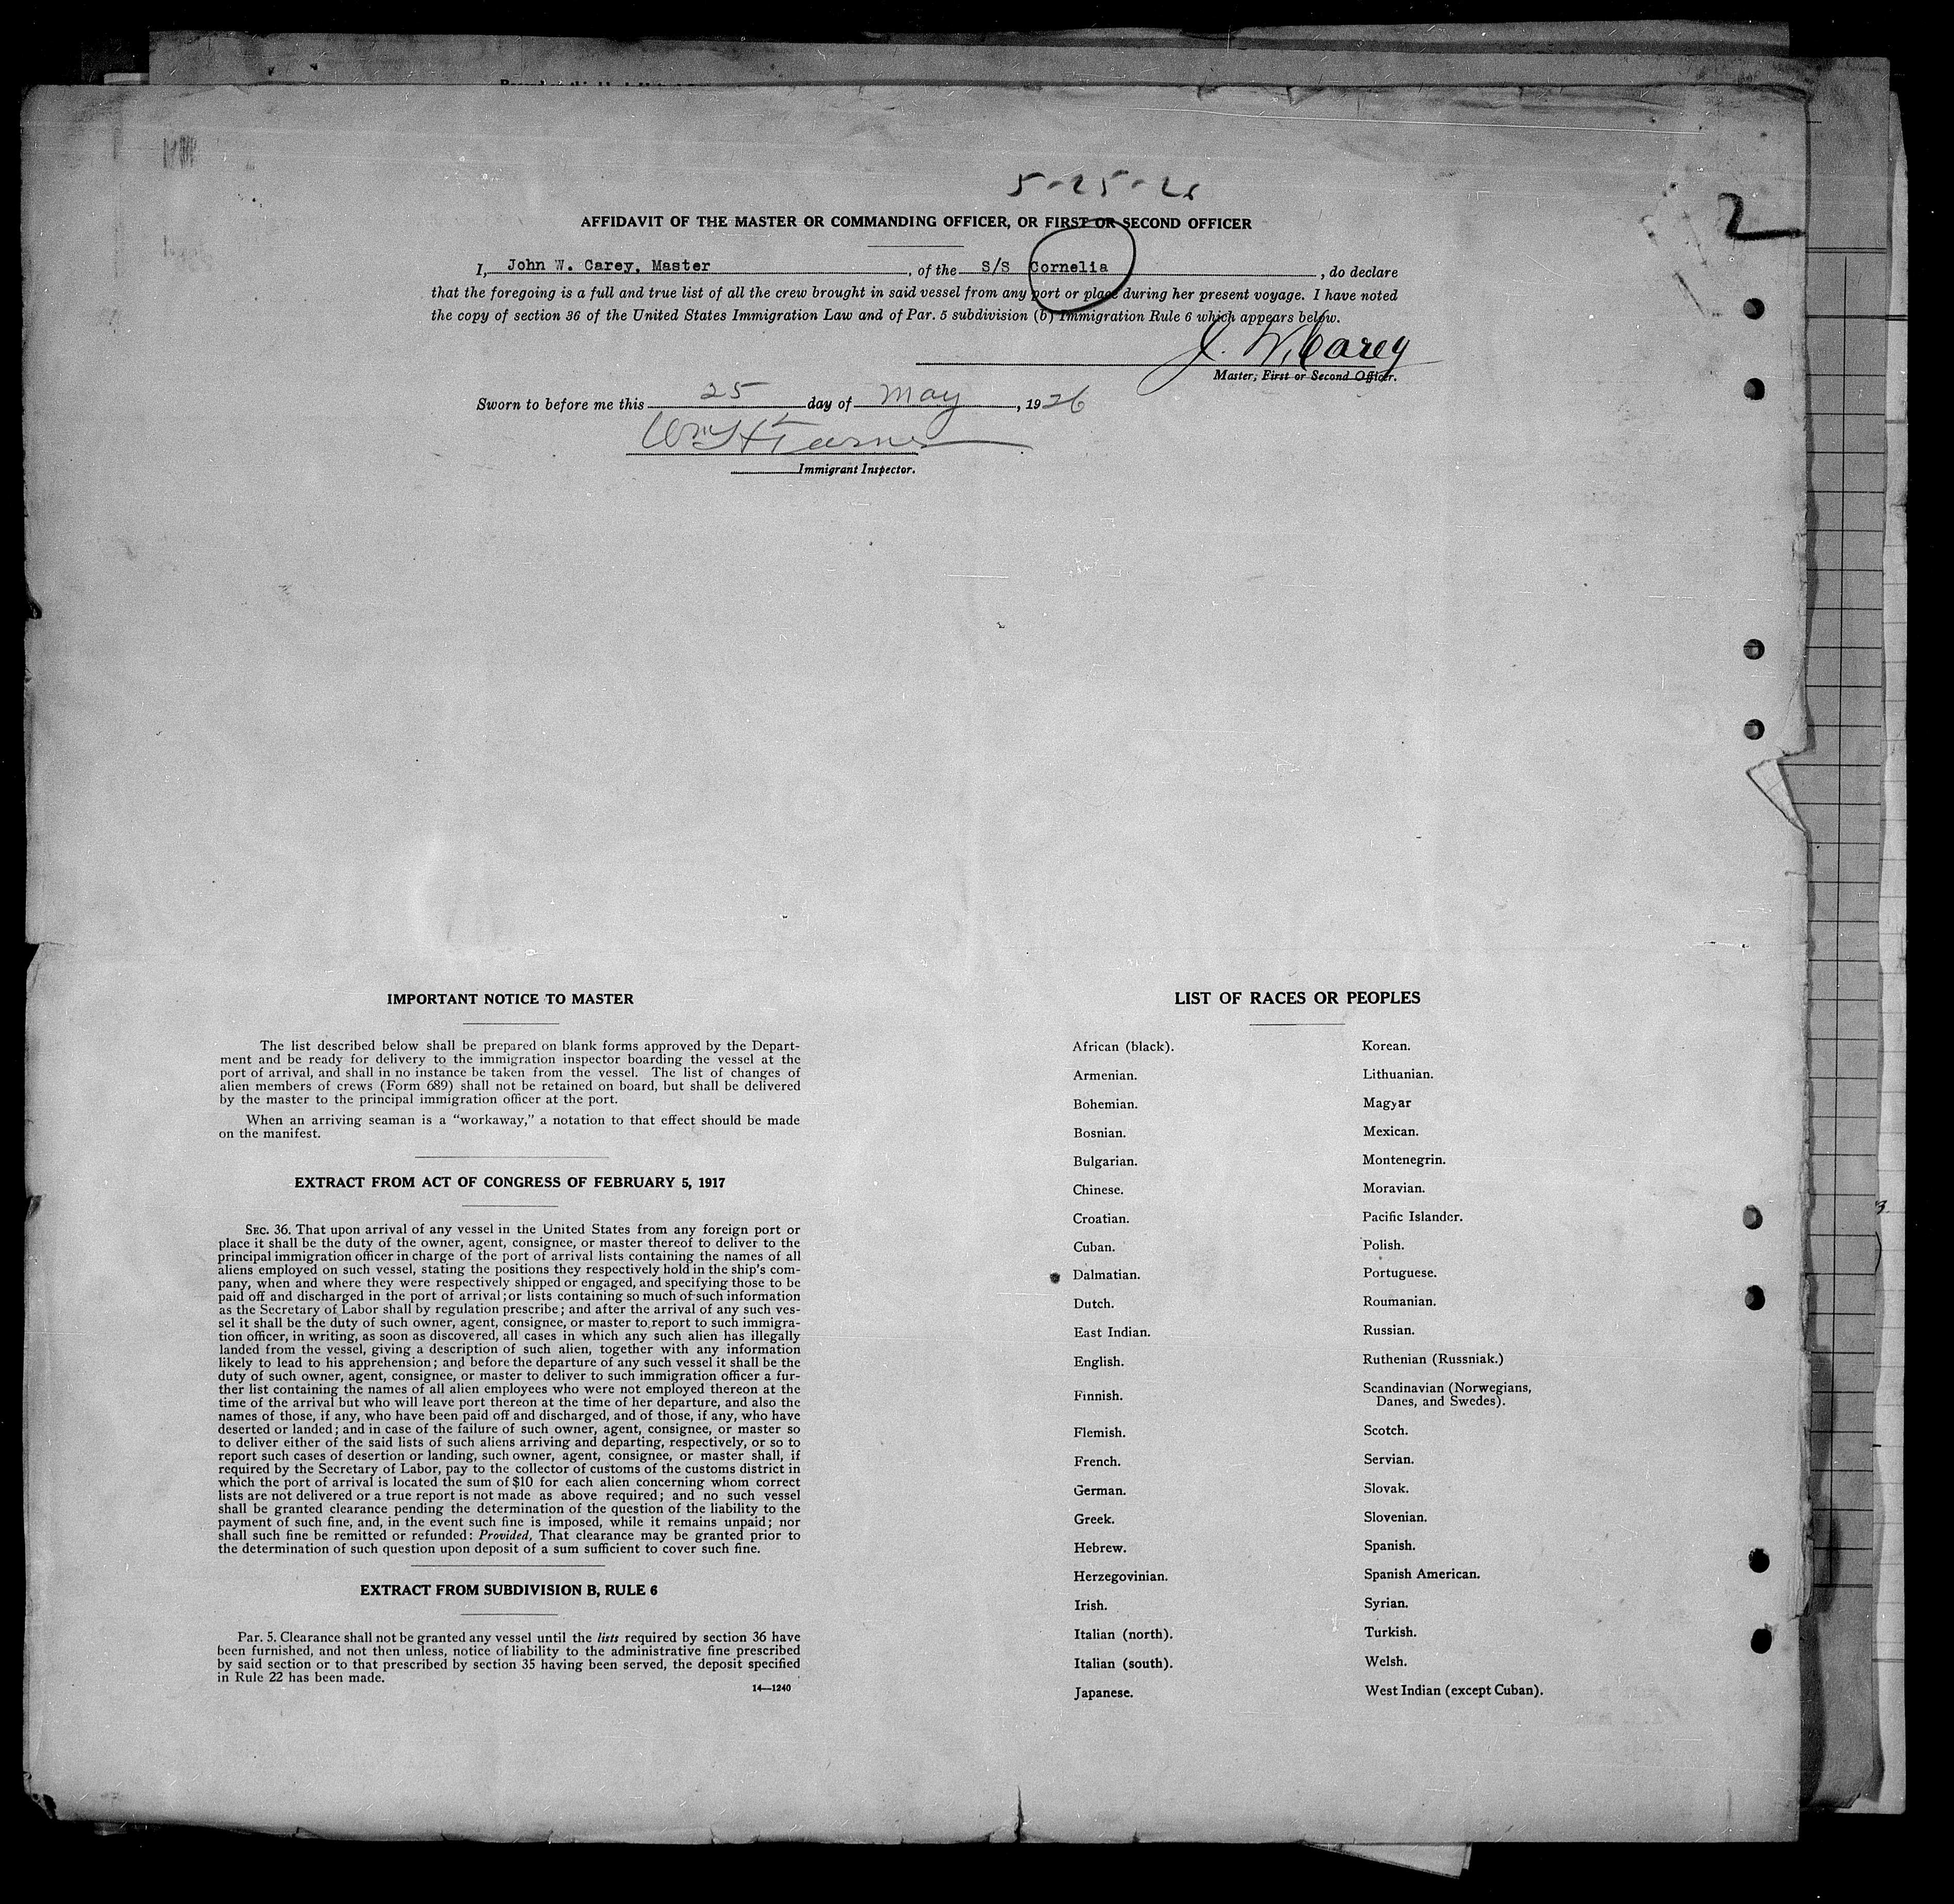 5-25-26
2
AFFIDAVIT OF THE MASTER OR COMMANDING OFFICER, OR FIRST OR SECOND OFFICER
I, John W. Carey, Master, of the S/S Cornelia, do declare
that the foregoing is a full and true list of all the crew brought in said vessel from any port or place during her present voyage. I have noted
the copy of section 36 of the United States Immigration Law and of Par. 5 subdivision (b) Immigration Rule 6 which appears below.
J. W. Carey
Master, First or Second Officer.
Sworn to before me this 25 day of May, 1926
Wm H
Immigrant Inspector.
IMPORTANT NOTICE TO MASTER
The list described below shall be prepared on blank forms approved by the Depart-
ment and be ready for delivery to the immigration inspector boarding the vessel at the
port of arrival, and shall in no instance be taken from the vessel. The list of changes of
alien members of crews (Form 689) shall not be retained on board, but shall be delivered
by the master to the principal immigration officer at the port.
When an arriving seaman is a "workaway," a notation to that effect should be made
on the manifest.
EXTRACT FROM ACT OF CONGRESS OF FEBRUARY 5, 1917
SEC. 36. That upon arrival of any vessel in the United States from any foreign port or
place it shall be the duty of the owner, agent, consignee, or master thereof to deliver to the
principal immigration officer in charge of the port of arrival lists containing the names of all
aliens employed on such vessel, stating the positions they respectively hold in the ship's com-
pany, when and where they were respectively shipped or engaged, and specifying those to be
paid off and discharged in the port of arrival; or lists containing so much of such information
as the Secretary of Labor shall by regulation prescribe; and after the arrival of any such ves-
sel it shall be the duty of such owner, agent, consignee, or master to report to such immigra-
tion officer, in writing, as soon as discovered, all cases in which any such alien has illegally
landed from the vessel, giving a description of such alien, together with any information
likely to lead to his apprehension; and before the departure of any such vessel it shall be the
duty of such owner, agent, consignee, or master to deliver to such immigration officer a fur-
ther list containing the names of all alien employees who were not employed thereon at the
time of the arrival but who will leave port thereon at the time of her departure, and also the
names of those, if any, who have been paid off and discharged, and of those, if any, who have
deserted or landed; and in case of the failure of such owner, agent, consignee, or master so
to deliver either of the said lists of such aliens arriving and departing, respectively, or so to
report such cases of desertion or landing, such owner, agent, consignee, or master shall, if
required by the Secretary of Labor, pay to the collector of customs of the customs district in
which the port of arrival is located the sum of $10 for each alien concerning whom correct
lists are not delivered or a true report is not made as above required; and no such vessel
shall be granted clearance pending the determination of the question of the liability to the
payment of such fine, and, in the event such fine is imposed, while it remains unpaid; nor
shall such fine be remitted or refunded: Provided, That clearance may be granted prior to
the determination of such question upon deposit of a sum sufficient to cover such fine.
EXTRACT FROM SUBDIVISION B, RULE 6
Par. 5. Clearance shall not be granted any vessel until the lists required by section 36 have
been furnished, and not then unless, notice of liability to the administrative fine prescribed
by said section or to that prescribed by section 35 having been served, the deposit specified
in Rule 22 has been made.
14—1240
LIST OF RACES OR PEOPLES
African (black).
Armenian.
Bohemian.
Bosnian.
Bulgarian.
Chinese.
Croatian.
Cuban.
Dalmatian.
Dutch.
East Indian.
English.
Finnish.
Flemish.
French.
German.
Greek.
Hebrew.
Herzegovinian.
Irish.
Italian (north).
Italian (south).
Japanese.
Korean.
Lithuanian.
Magyar
Mexican.
Montenegrin.
Moravian.
Pacific Islander.
Polish.
Portuguese.
Roumanian.
Russian.
Ruthenian (Russniak.)
Scandinavian (Norwegians,
Danes, and Swedes).
Scotch.
Servian.
Slovak.
Slovenian.
Spanish.
Spanish American.
Syrian.
Turkish.
Welsh.
West Indian (except Cuban).